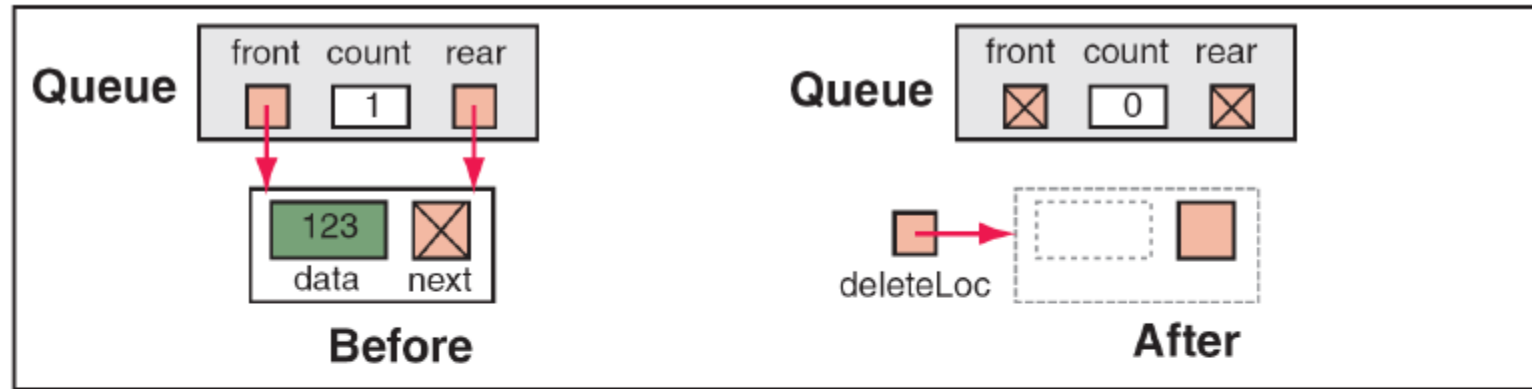 front count rear
Queue
1
123
data next
Before
front count rear
Queue
0
deleteLoc
After